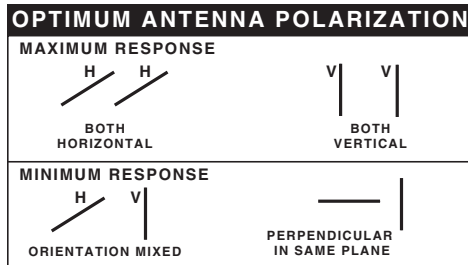 OPTIMUM ANTENNA POLARIZATION
MAXIMUM RESPONSE
H H V V
BOTH
HORIZONTAL
BOTH
VERTICAL
MINIMUM RESPONSE
H V
ORIENTATION MIXED
PERPENDICULAR
IN SAME PLANE